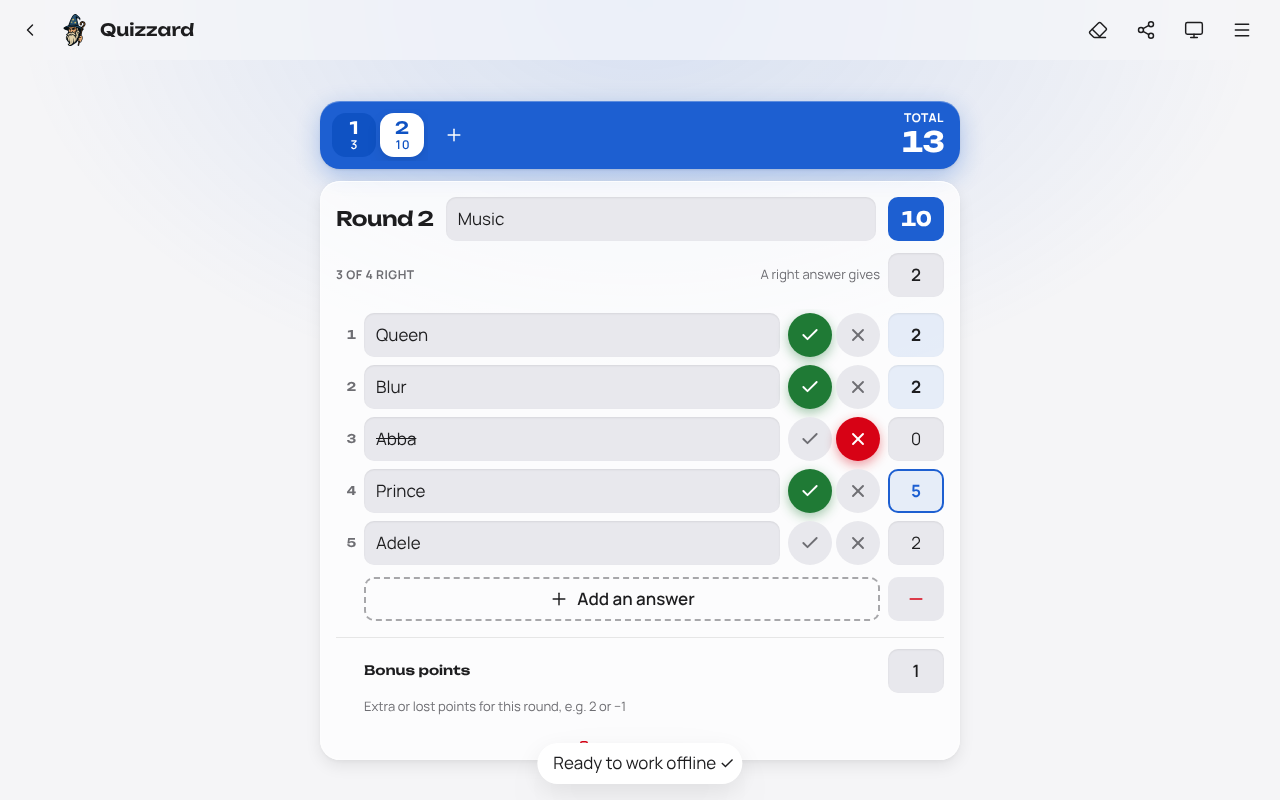 Quizzard
1
3
2
10
TOTAL
13
Round 2
Music
10
3 OF 4 RIGHT
A right answer gives
2
1
Queen
2
2
Blur
2
3
Abba
0
4
Prince
5
5
Adele
2
Add an answer
Bonus points
1
Extra or lost points for this round, e.g. 2 or −1
Ready to work offline ✓